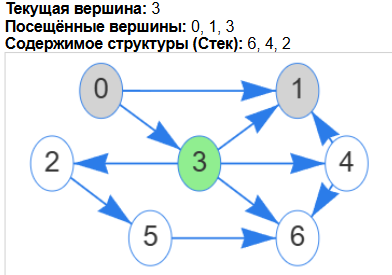 Текущая вершина: 3
Посещённые вершины: 0, 1, 3
Содержимое структуры (Стек): 6, 4, 2
0 1
2 3 4
5 6